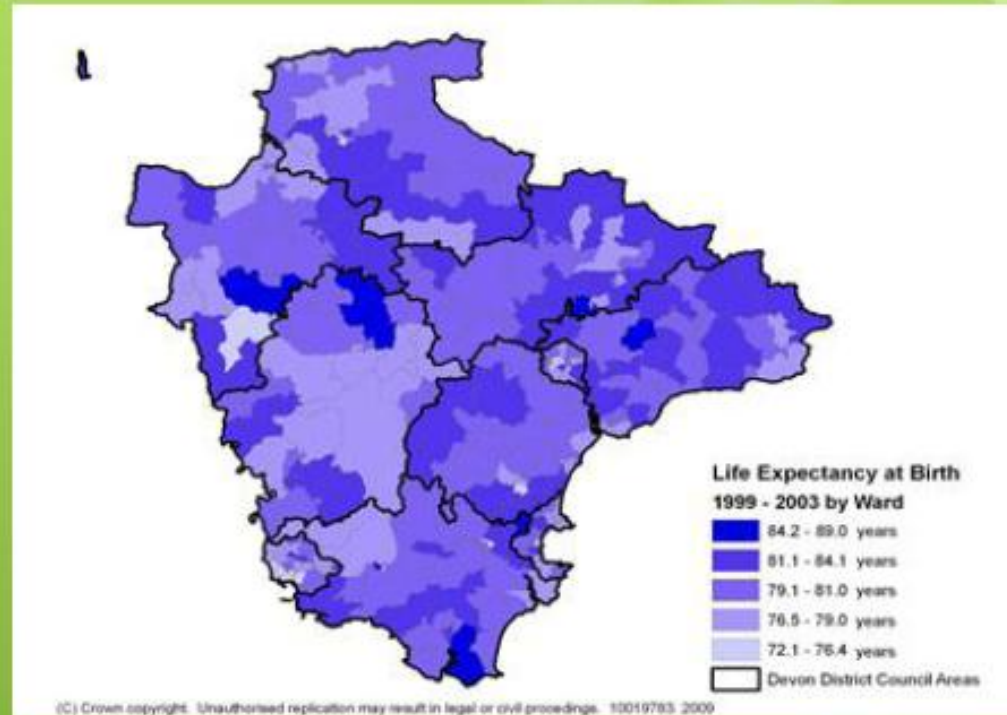 Life Expectancy at Birth
1999 - 2003 by Ward
84.2 - 89.0 years
81.1 - 84.1 years
79.1 - 81.0 years
76.5 - 79.0 years
72.1 - 76.4 years
Devon District Council Areas
(C) Crown copyright. Unauthorised replication may result in legal or civil procedings. 10019783. 2009